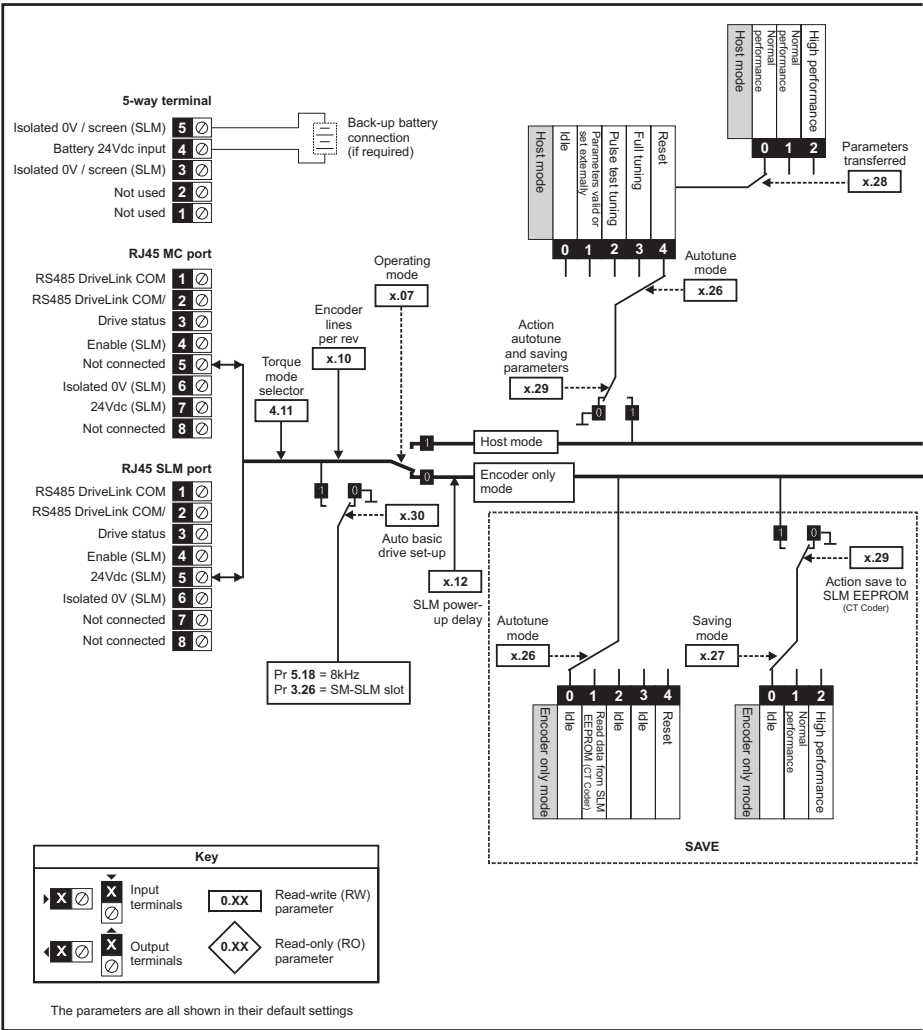 5-way terminal
Isolated 0V / screen (SLM) 5
Battery 24Vdc input 4
Isolated 0V / screen (SLM) 3
Not used 2
Not used 1
Back-up battery
connection
(if required)
RJ45 MC port
RS485 DriveLink COM 1
RS485 DriveLink COM/ 2
Drive status 3
Enable (SLM) 4
Not connected 5
Isolated 0V (SLM) 6
24Vdc (SLM) 7
Not connected 8
RJ45 SLM port
RS485 DriveLink COM 1
RS485 DriveLink COM/ 2
Drive status 3
Enable (SLM) 4
24Vdc (SLM) 5
Isolated 0V (SLM) 6
Not connected 7
Not connected 8
Torque
mode
selector
4.11
Encoder
lines
per rev
x.10
Operating
mode
x.07
1
0
Host mode
Encoder only
mode
1
0
x.30
Auto basic
drive set-up
Pr 5.18 = 8kHz
Pr 3.26 = SM-SLM slot
x.12
SLM power-
up delay
Host mode
Normal
performance
Normal
performance
High performance
0 1 2
Parameters
transferred
x.28
Host mode
Idle
Parameters valid or
set externally
Pulse test tuning
Full tuning
Reset
0 1 2 3 4
Autotune
mode
x.26
Action
autotune
and saving
parameters
x.29
0
1
Autotune
mode
x.26
0 1 2 3 4
Encoder only mode
Idle
Read data from SLM
EEPROM (CT Coder)
Idle
Idle
Reset
1
0
x.29
Action save to
SLM EEPROM
(CT Coder)
Saving
mode
x.27
0 1 2
Encoder only mode
Idle
Normal
performance
High performance
SAVE
Key
X X Input
terminals
X X Output
terminals
0.XX Read-write (RW)
parameter
0.XX Read-only (RO)
parameter
The parameters are all shown in their default settings